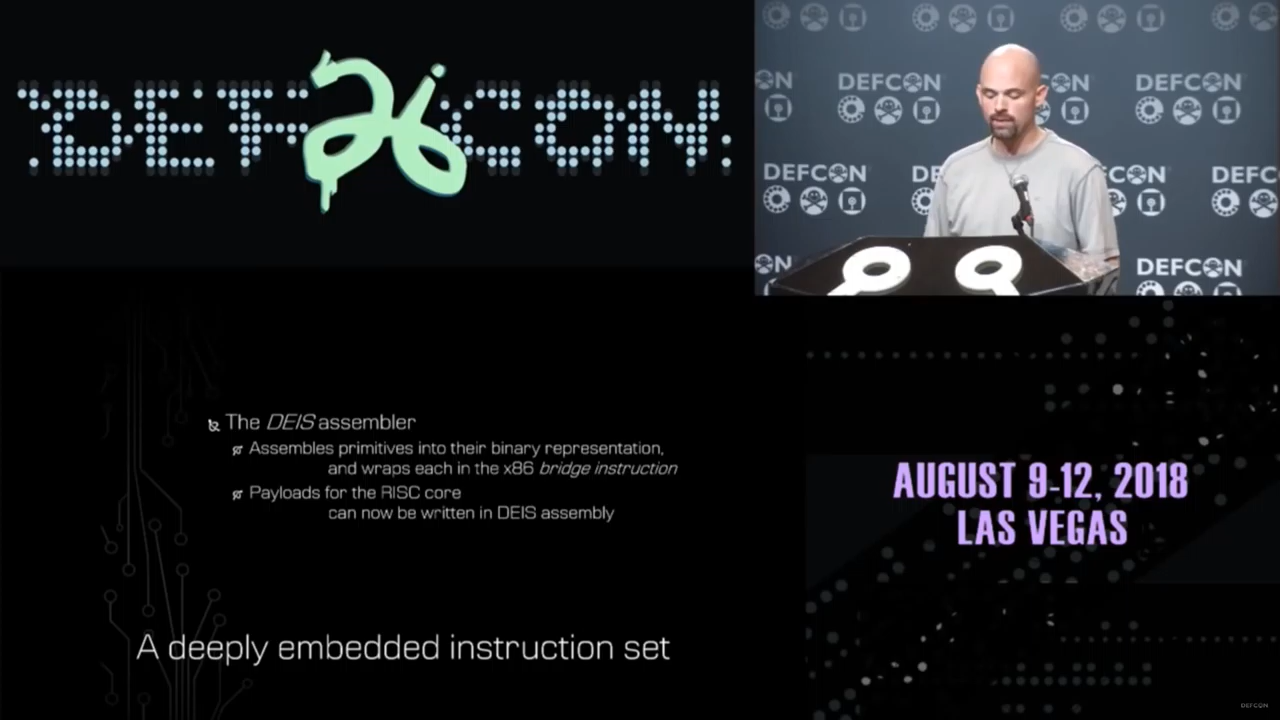 DEF CON
26
DEFCON DEFCON DEFCON
DEFCON DEFCON DEFCON DEFCON
DEFCON DEFCON
The DEIS assembler
Assembles primitives into their binary representation,
and wraps each in the x86 bridge instruction
Payloads for the RISC core
can now be written in DEIS assembly
A deeply embedded instruction set
AUGUST 9-12, 2018
LAS VEGAS
DEFCON